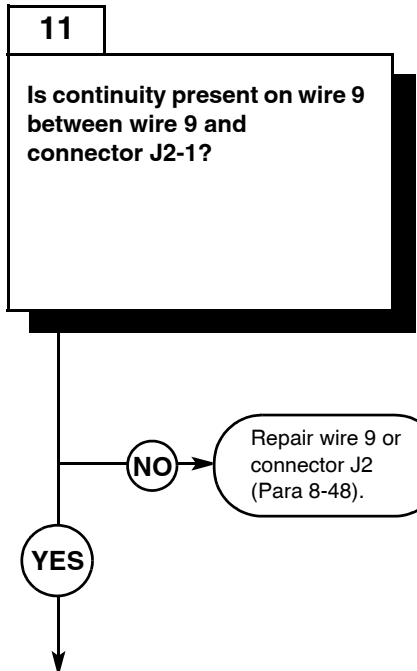 11
Is continuity present on wire 9
between wire 9 and
connector J2-1?
NO
Repair wire 9 or
connector J2
(Para 8-48).
YES